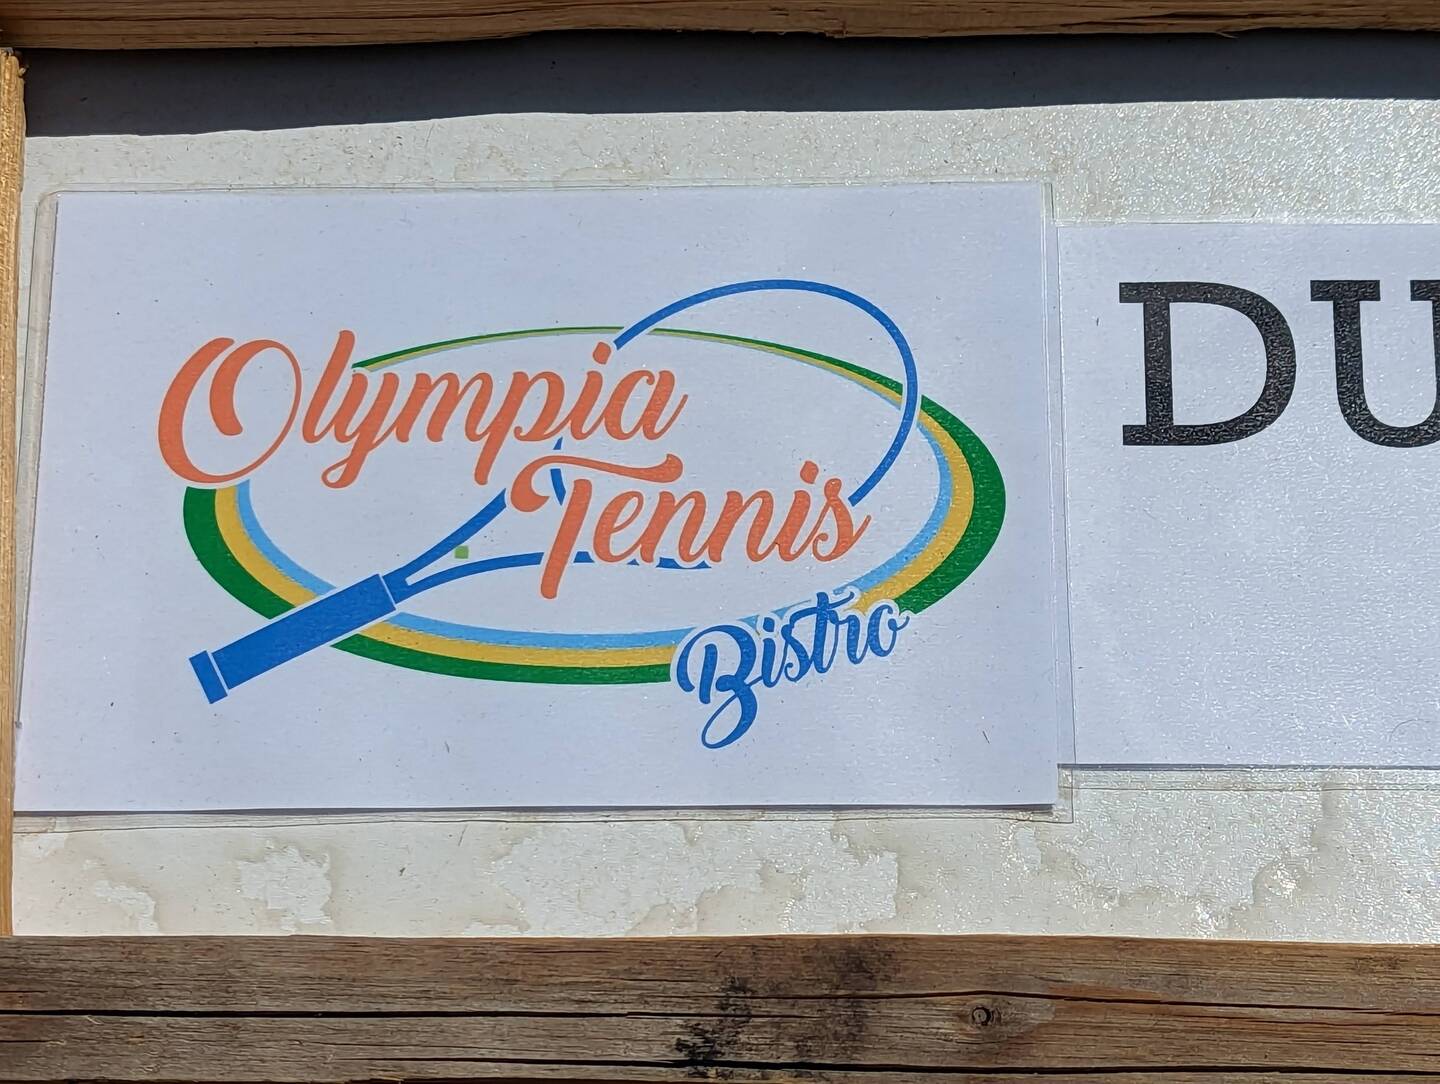 Olympia
Tennis
Bistro
DU